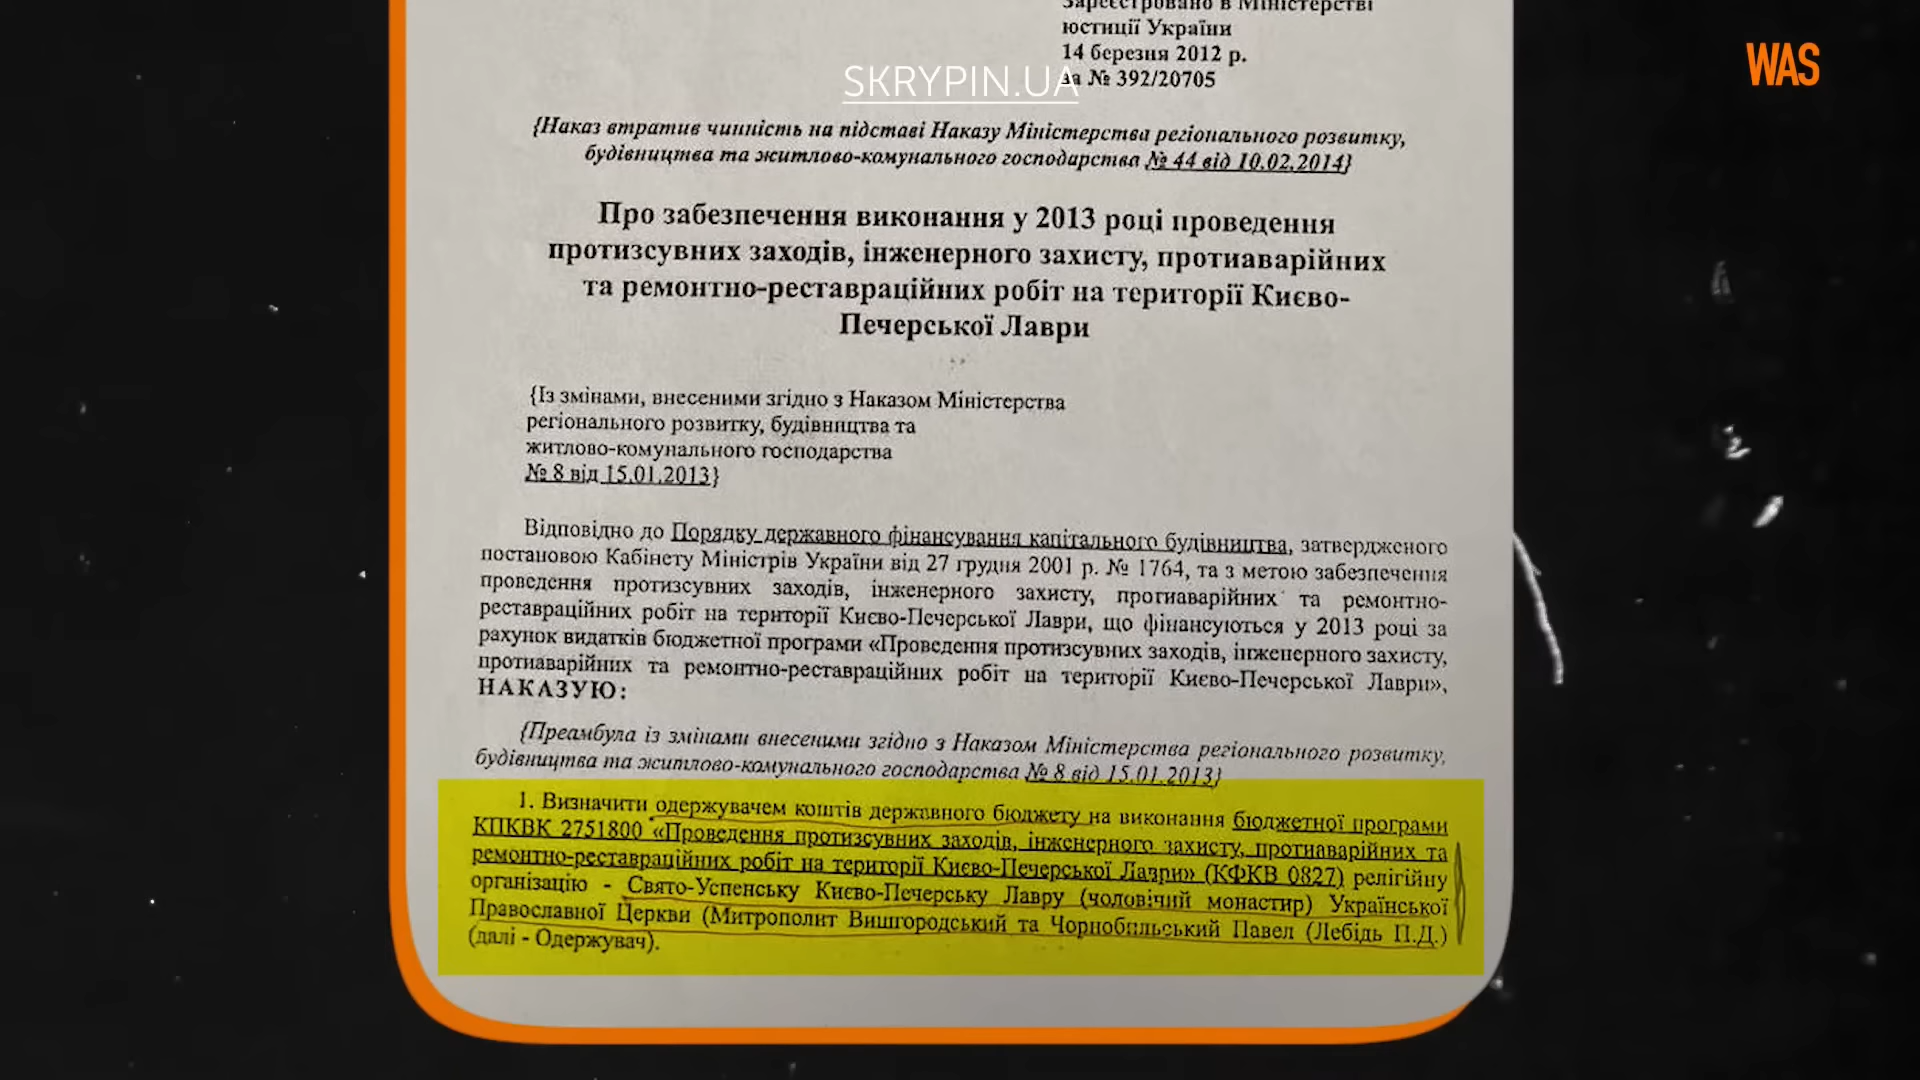 Зареєстровано в Міністерстві
юстиції України
14 березня 2012 р.
за № 392/20705
SKRYPIN.UA
WAS
{Наказ втратив чинність на підставі Наказу Міністерства регіонального розвитку,
будівництва та житлово-комунального господарства № 44 від 10.02.2014}
Про забезпечення виконання у 2013 році проведення
протизсувних заходів, інженерного захисту, протиаварійних
та ремонтно-реставраційних робіт на території Києво-
Печерської Лаври
{Із змінами, внесеними згідно з Наказом Міністерства
регіонального розвитку, будівництва та
житлово-комунального господарства
№ 8 від 15.01.2013}
Відповідно до Порядку державного фінансування капітального будівництва, затвердженого
постановою Кабінету Міністрів України від 27 грудня 2001 р. № 1764, та з метою забезпечення
проведення протизсувних заходів, інженерного захисту, протиаварійних та ремонтно-
реставраційних робіт на території Києво-Печерської Лаври, що фінансуються у 2013 році за
рахунок видатків бюджетної програми «Проведення протизсувних заходів, інженерного захисту,
протиаварійних та ремонтно-реставраційних робіт на території Києво-Печерської Лаври»,
НАКАЗУЮ:
{Преамбула із змінами внесеними згідно з Наказом Міністерства регіонального розвитку,
будівництва та житлово-комунального господарства № 8 від 15.01.2013}
1. Визначити одержувачем коштів державного бюджету на виконання бюджетної програми
КПКВК 2751800 «Проведення протизсувних заходів, інженерного захисту, протиаварійних та
ремонтно-реставраційних робіт на території Києво-Печерської Лаври» (КФКВ 0827) релігійну
організацію - Свято-Успенську Києво-Печерську Лавру (чоловічий монастир) Української
Православної Церкви (Митрополит Вишгородський та Чорнобильський Павел (Лебідь П.Д.)
(далі - Одержувач).